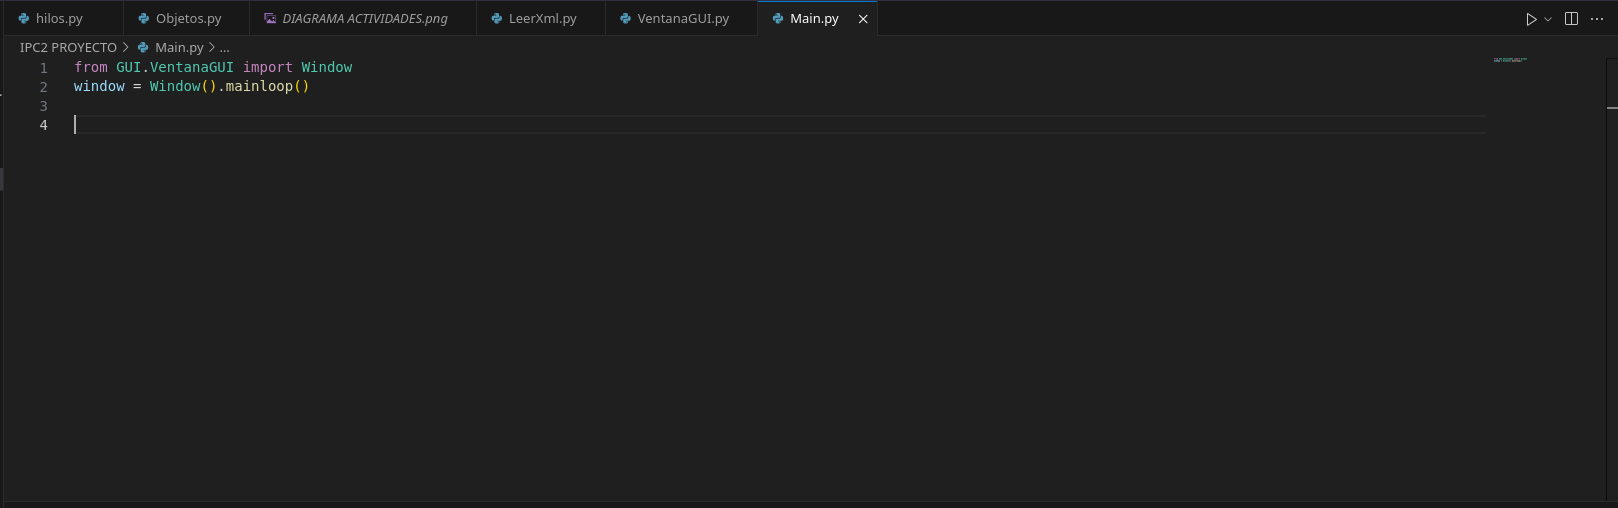 hilos.py Objetos.py DIAGRAMA ACTIVIDADES.png LeerXml.py VentanaGUI.py Main.py
IPC2 PROYECTO > Main.py > ...
1 from GUI.VentanaGUI import Window
2 window = Window().mainloop()
3
4